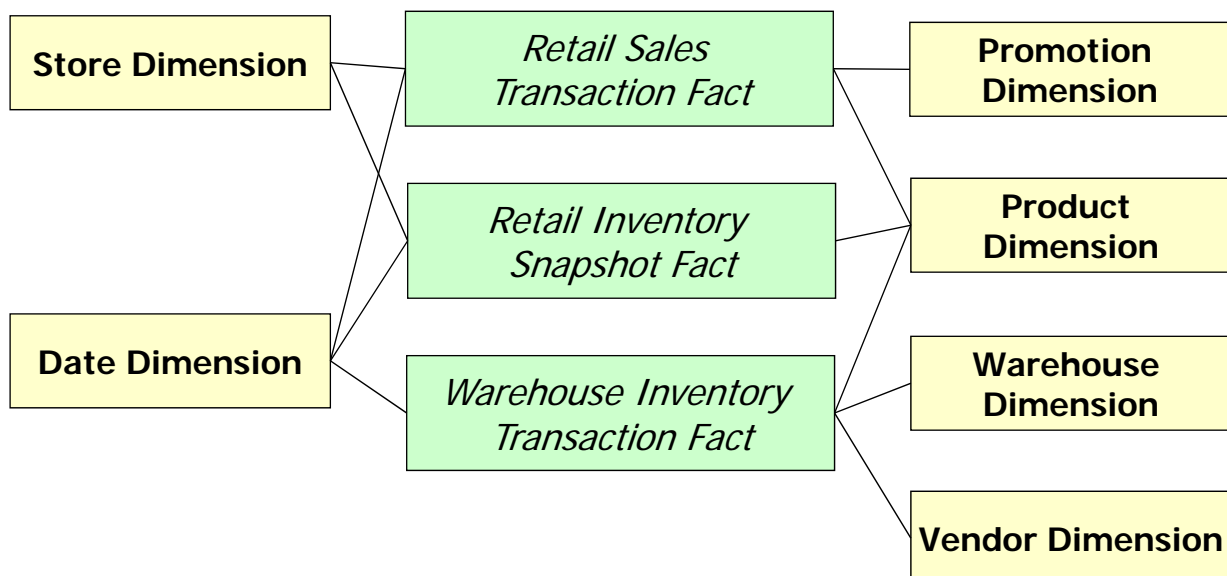 Store Dimension
Retail Sales
Transaction Fact
Promotion
Dimension
Retail Inventory
Snapshot Fact
Product
Dimension
Date Dimension
Warehouse Inventory
Transaction Fact
Warehouse
Dimension
Vendor Dimension